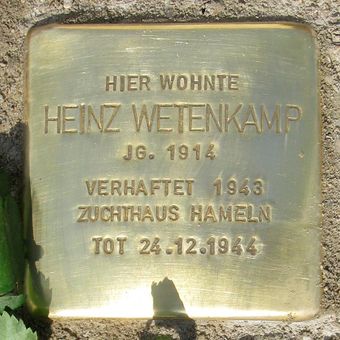 HIER WOHNTE
HEINZ WETENKAMP
JG. 1914
VERHAFTET 1943
ZUCHTHAUS HAMELN
TOT 24.12.1944